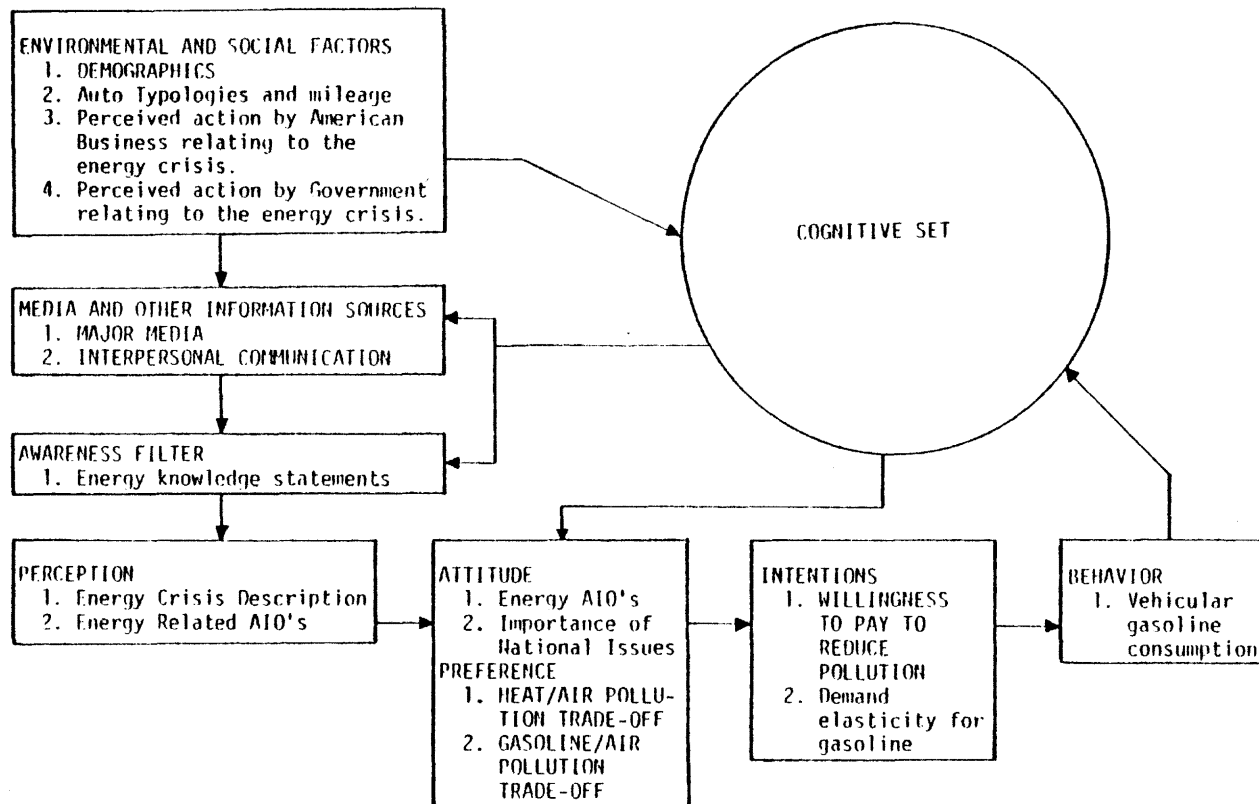 ENVIRONMENTAL AND SOCIAL FACTORS
1. DEMOGRAPHICS
2. Auto Typologies and mileage
3. Perceived action by American
Business relating to the
energy crisis.
4. Perceived action by Government
relating to the energy crisis.
COGNITIVE SET
MEDIA AND OTHER INFORMATION SOURCES
1. MAJOR MEDIA
2. INTERPERSONAL COMMUNICATION
AWARENESS FILTER
1. Energy knowledge statements
PERCEPTION
1. Energy Crisis Description
2. Energy Related AIO's
ATTITUDE
1. Energy AIO's
2. Importance of
National Issues
PREFERENCE
1. HEAT/AIR POLLU-
TION TRADE-OFF
2. GASOLINE/AIR
POLLUTION
TRADE-OFF
INTENTIONS
1. WILLINGNESS
TO PAY TO
REDUCE
POLLUTION
2. Demand
elasticity for
gasoline
BEHAVIOR
1. Vehicular
gasoline
consumption